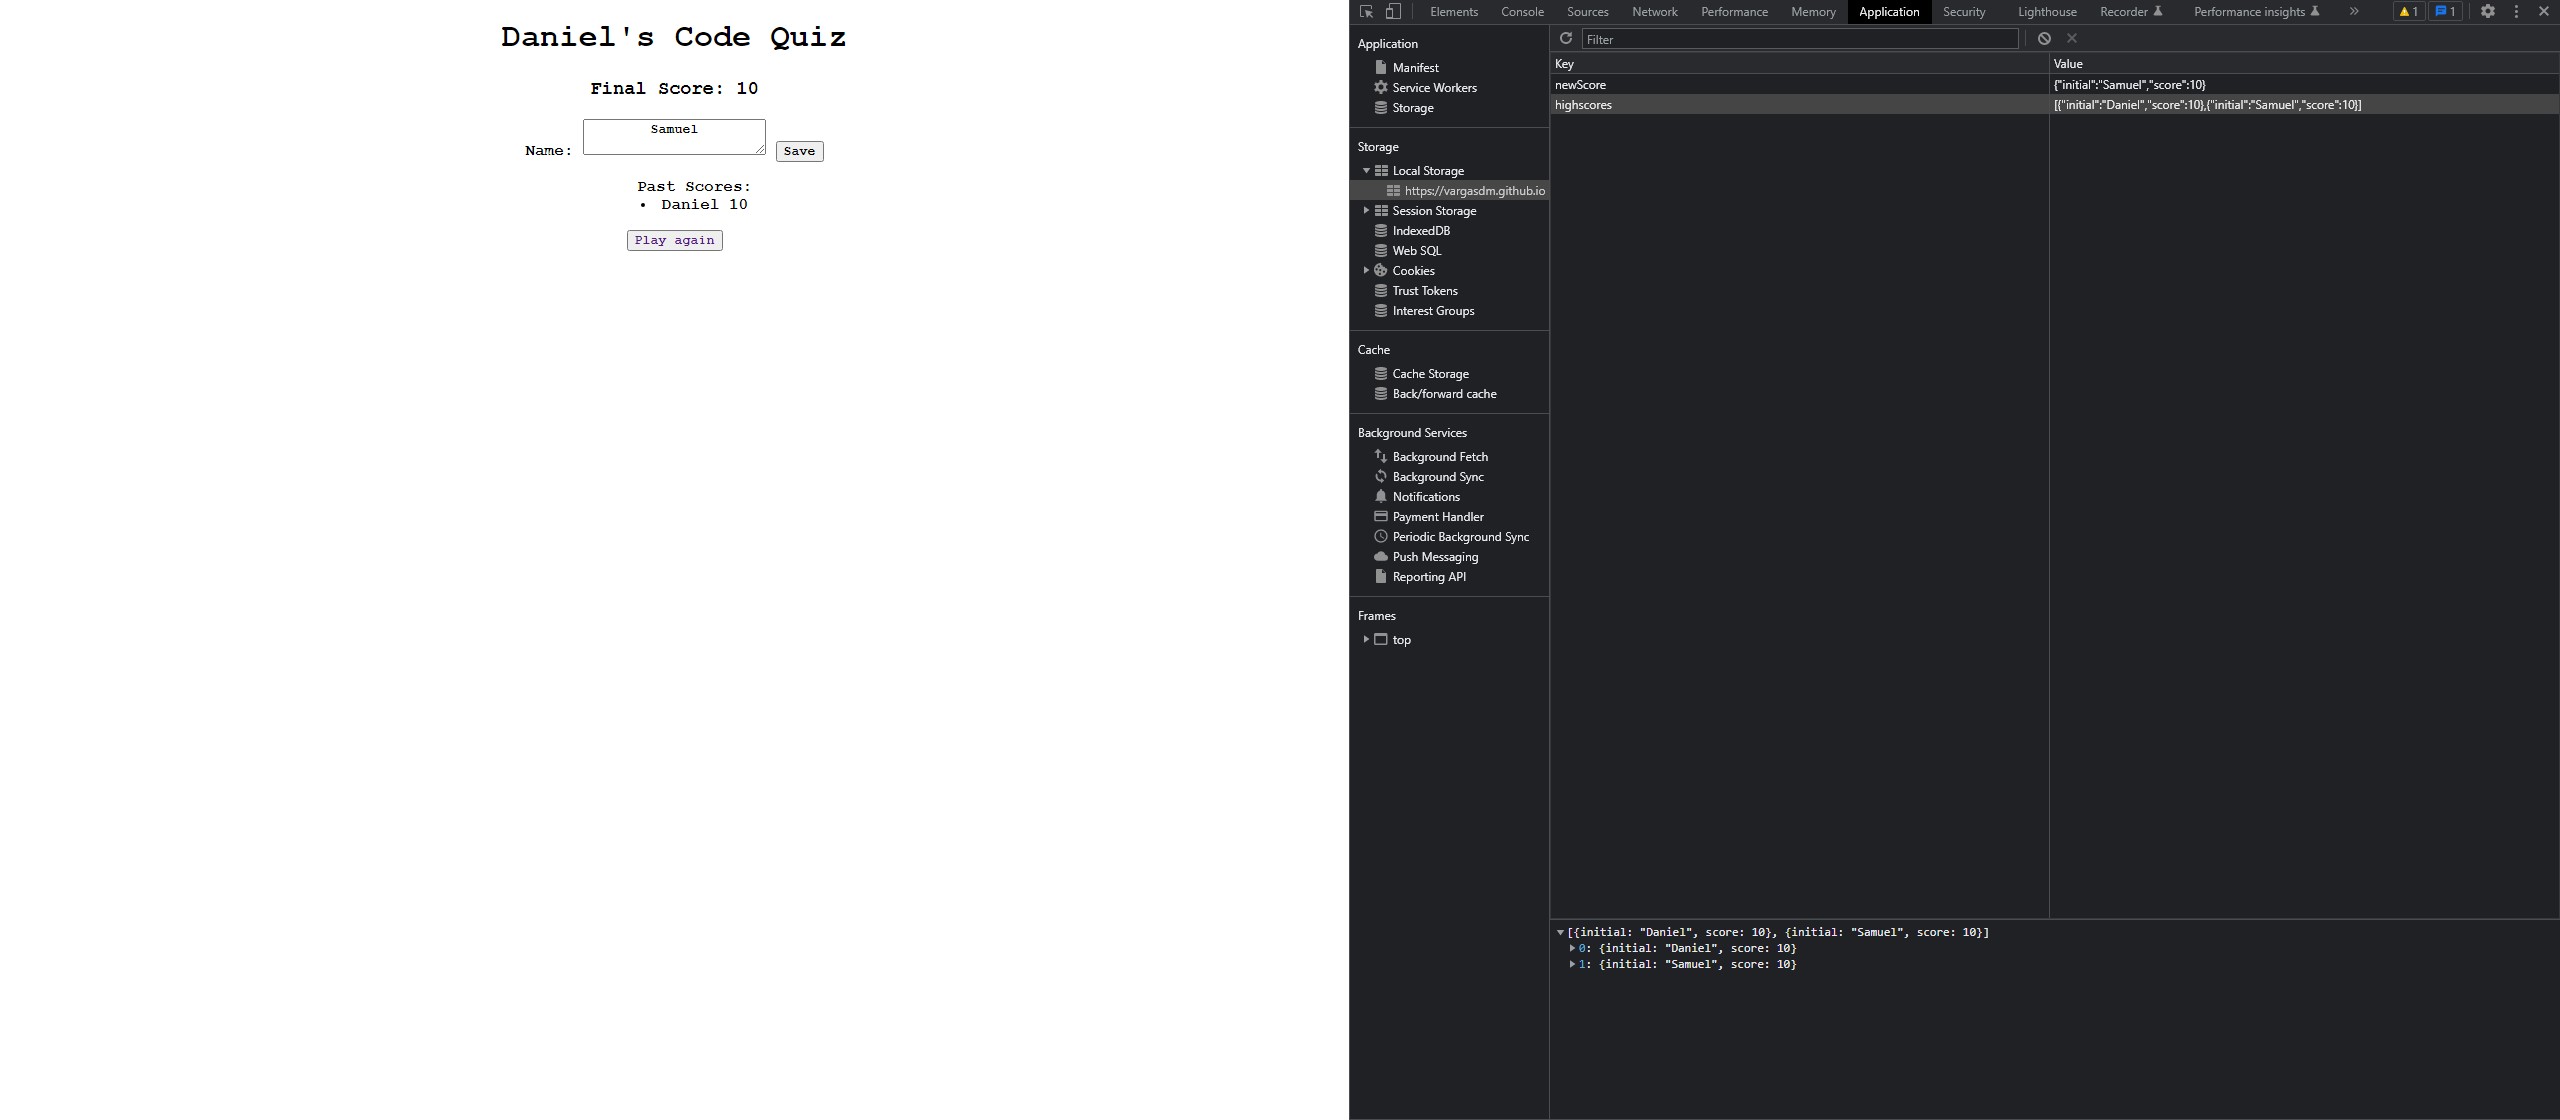 Daniel's Code Quiz
Final Score: 10
Samuel
Name:
Save
Past Scores:
• Daniel 10
Play again
Elements Console Sources Network Performance Memory Application Security Lighthouse Recorder Performance insights » 1 1
Application
Manifest
Service Workers
Storage
Storage
Local Storage
https://vargasdm.github.io
Session Storage
IndexedDB
Web SQL
Cookies
Trust Tokens
Interest Groups
Cache
Cache Storage
Back/forward cache
Background Services
Background Fetch
Background Sync
Notifications
Payment Handler
Periodic Background Sync
Push Messaging
Reporting API
Frames
top
Filter
Key Value
newScore {"initial":"Samuel","score":10}
highscores [{"initial":"Daniel","score":10},{"initial":"Samuel","score":10}]
[{initial: "Daniel", score: 10}, {initial: "Samuel", score: 10}]
0: {initial: "Daniel", score: 10}
1: {initial: "Samuel", score: 10}